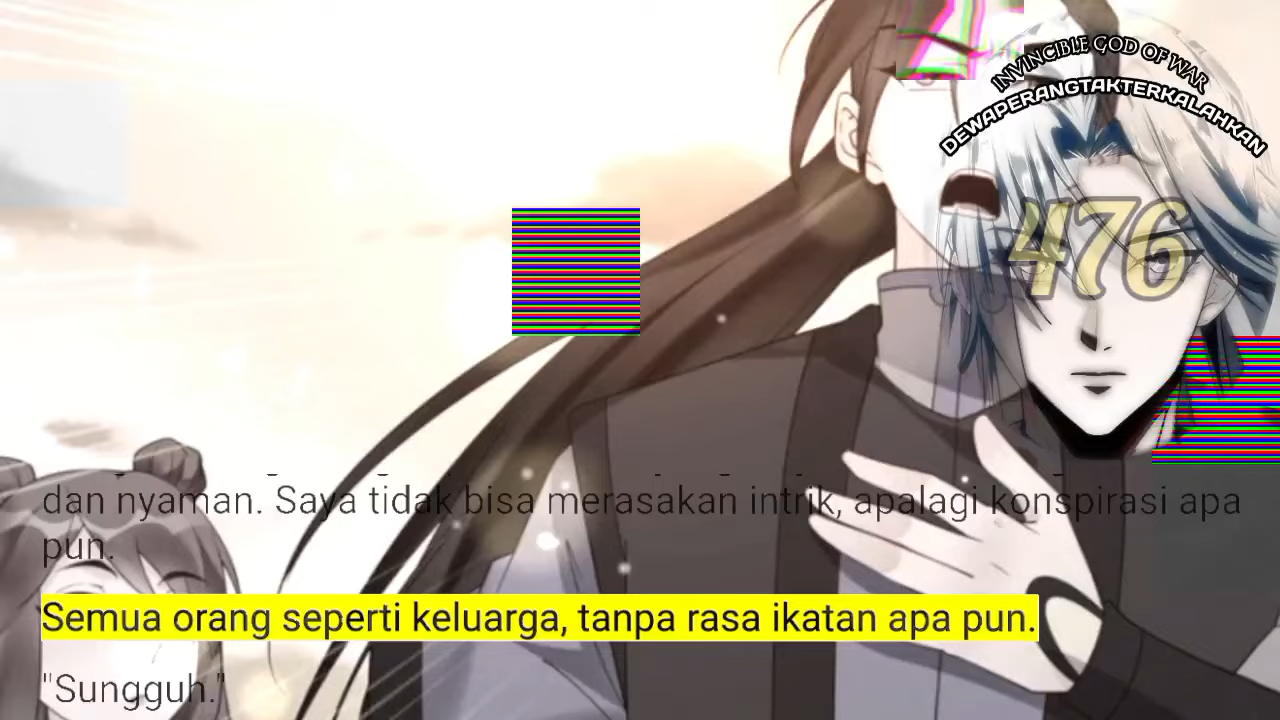 INVINCIBLE GOD OF WAR
DEWAPERANGTAKTERKALAHKAN
476
dan nyaman. Saya tidak bisa merasakan intrik, apalagi konspirasi apa
pun.
Semua orang seperti keluarga, tanpa rasa ikatan apa pun.
"Sungguh."